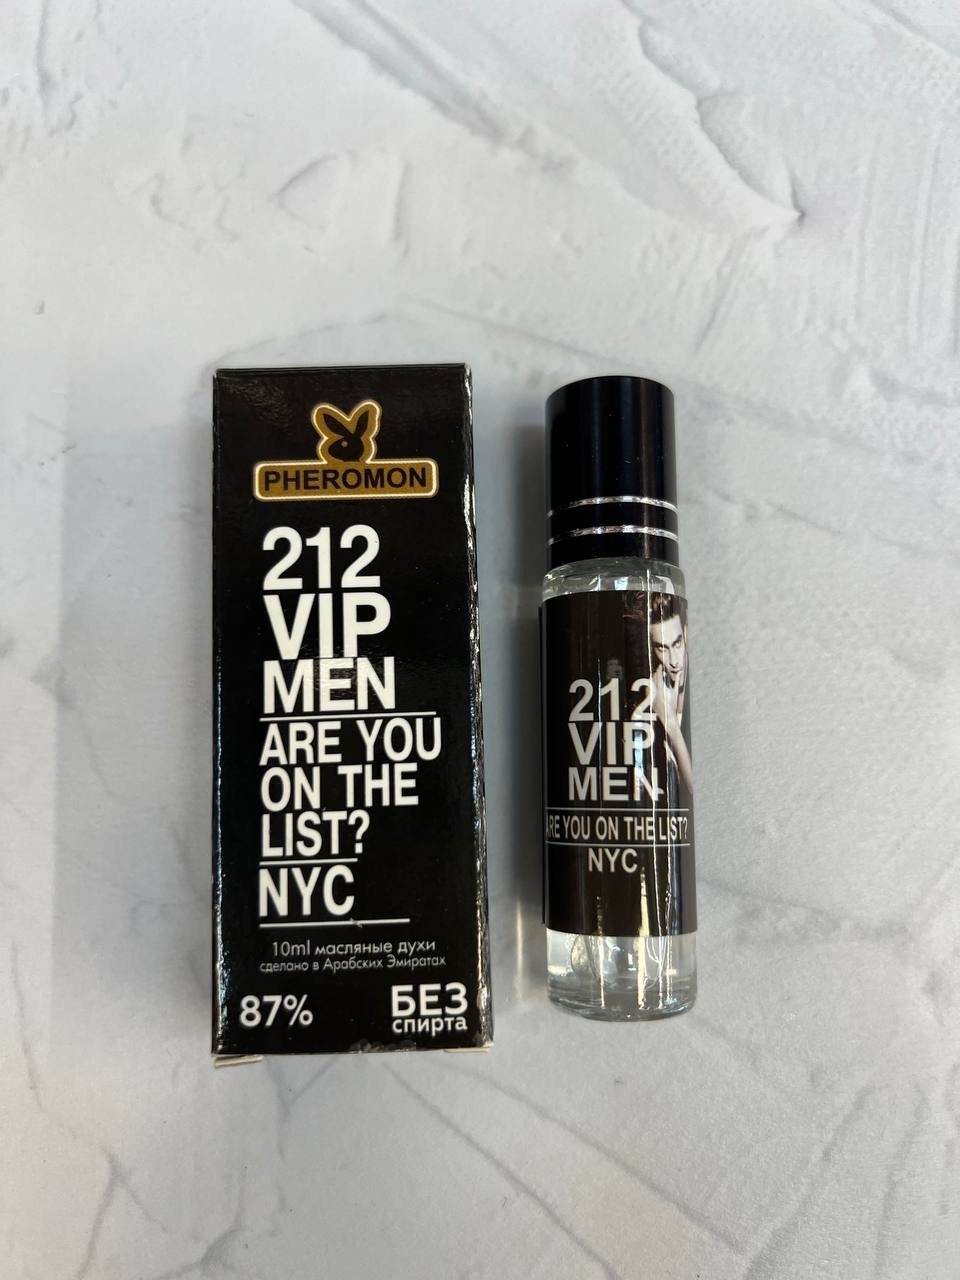 PHEROMON
212
VIP
MEN
ARE YOU
ON THE
LIST?
NYC
10ml масляные духи
сделано в Арабских Эмиратах
87%
БЕЗ
спирта
212
VIP
MEN
ARE YOU ON THE LIST?
NYC